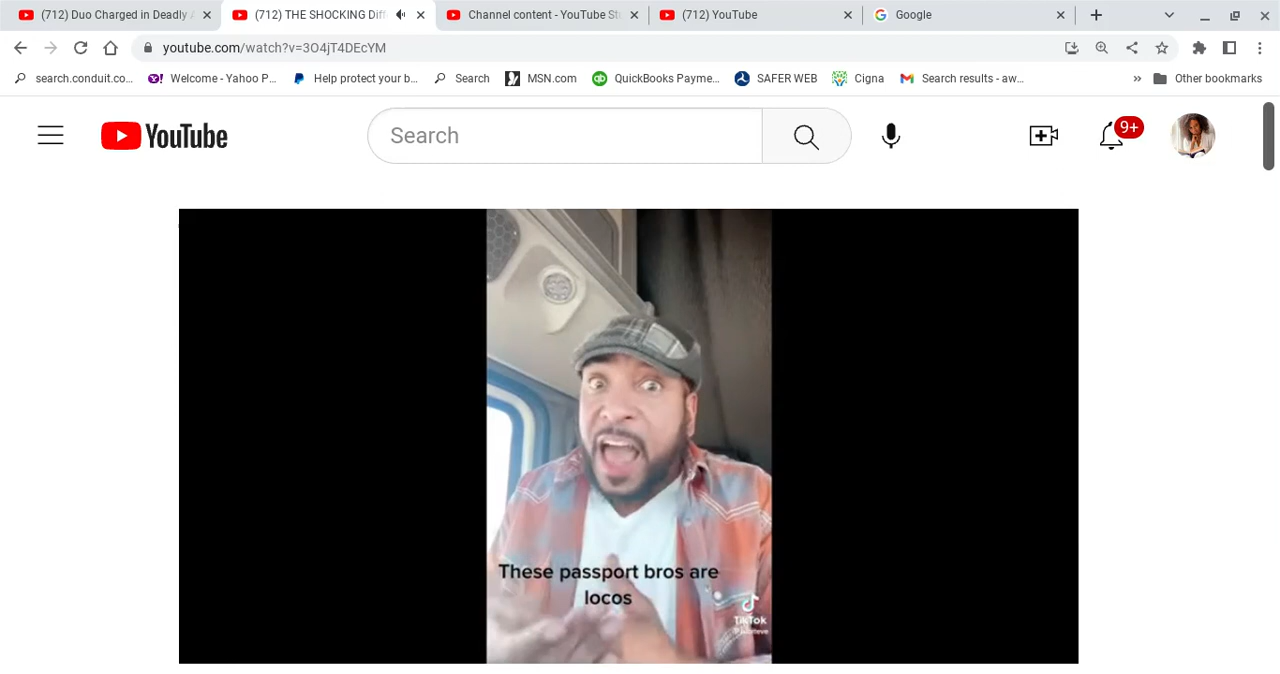 (712) Duo Charged in Deadly
(712) THE SHOCKING Diff
Channel content - YouTube Stu
(712) YouTube
Google
youtube.com/watch?v=3O4jT4DEcYM
search.conduit.co...
Welcome - Yahoo P...
Help protect your b...
Search
MSN.com
QuickBooks Payme...
SAFER WEB
Cigna
Search results - aw...
»
Other bookmarks
YouTube
Search
9+
These passport bros are
locos
TikTok